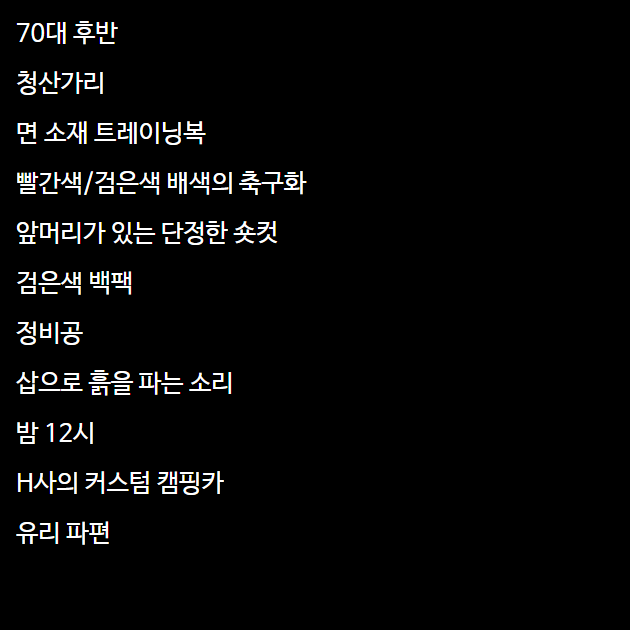 70대 후반
청산가리
면 소재 트레이닝복
빨간색/검은색 배색의 축구화
앞머리가 있는 단정한 숏컷
검은색 백팩
정비공
삽으로 흙을 파는 소리
밤 12시
H사의 커스텀 캠핑카
유리 파편